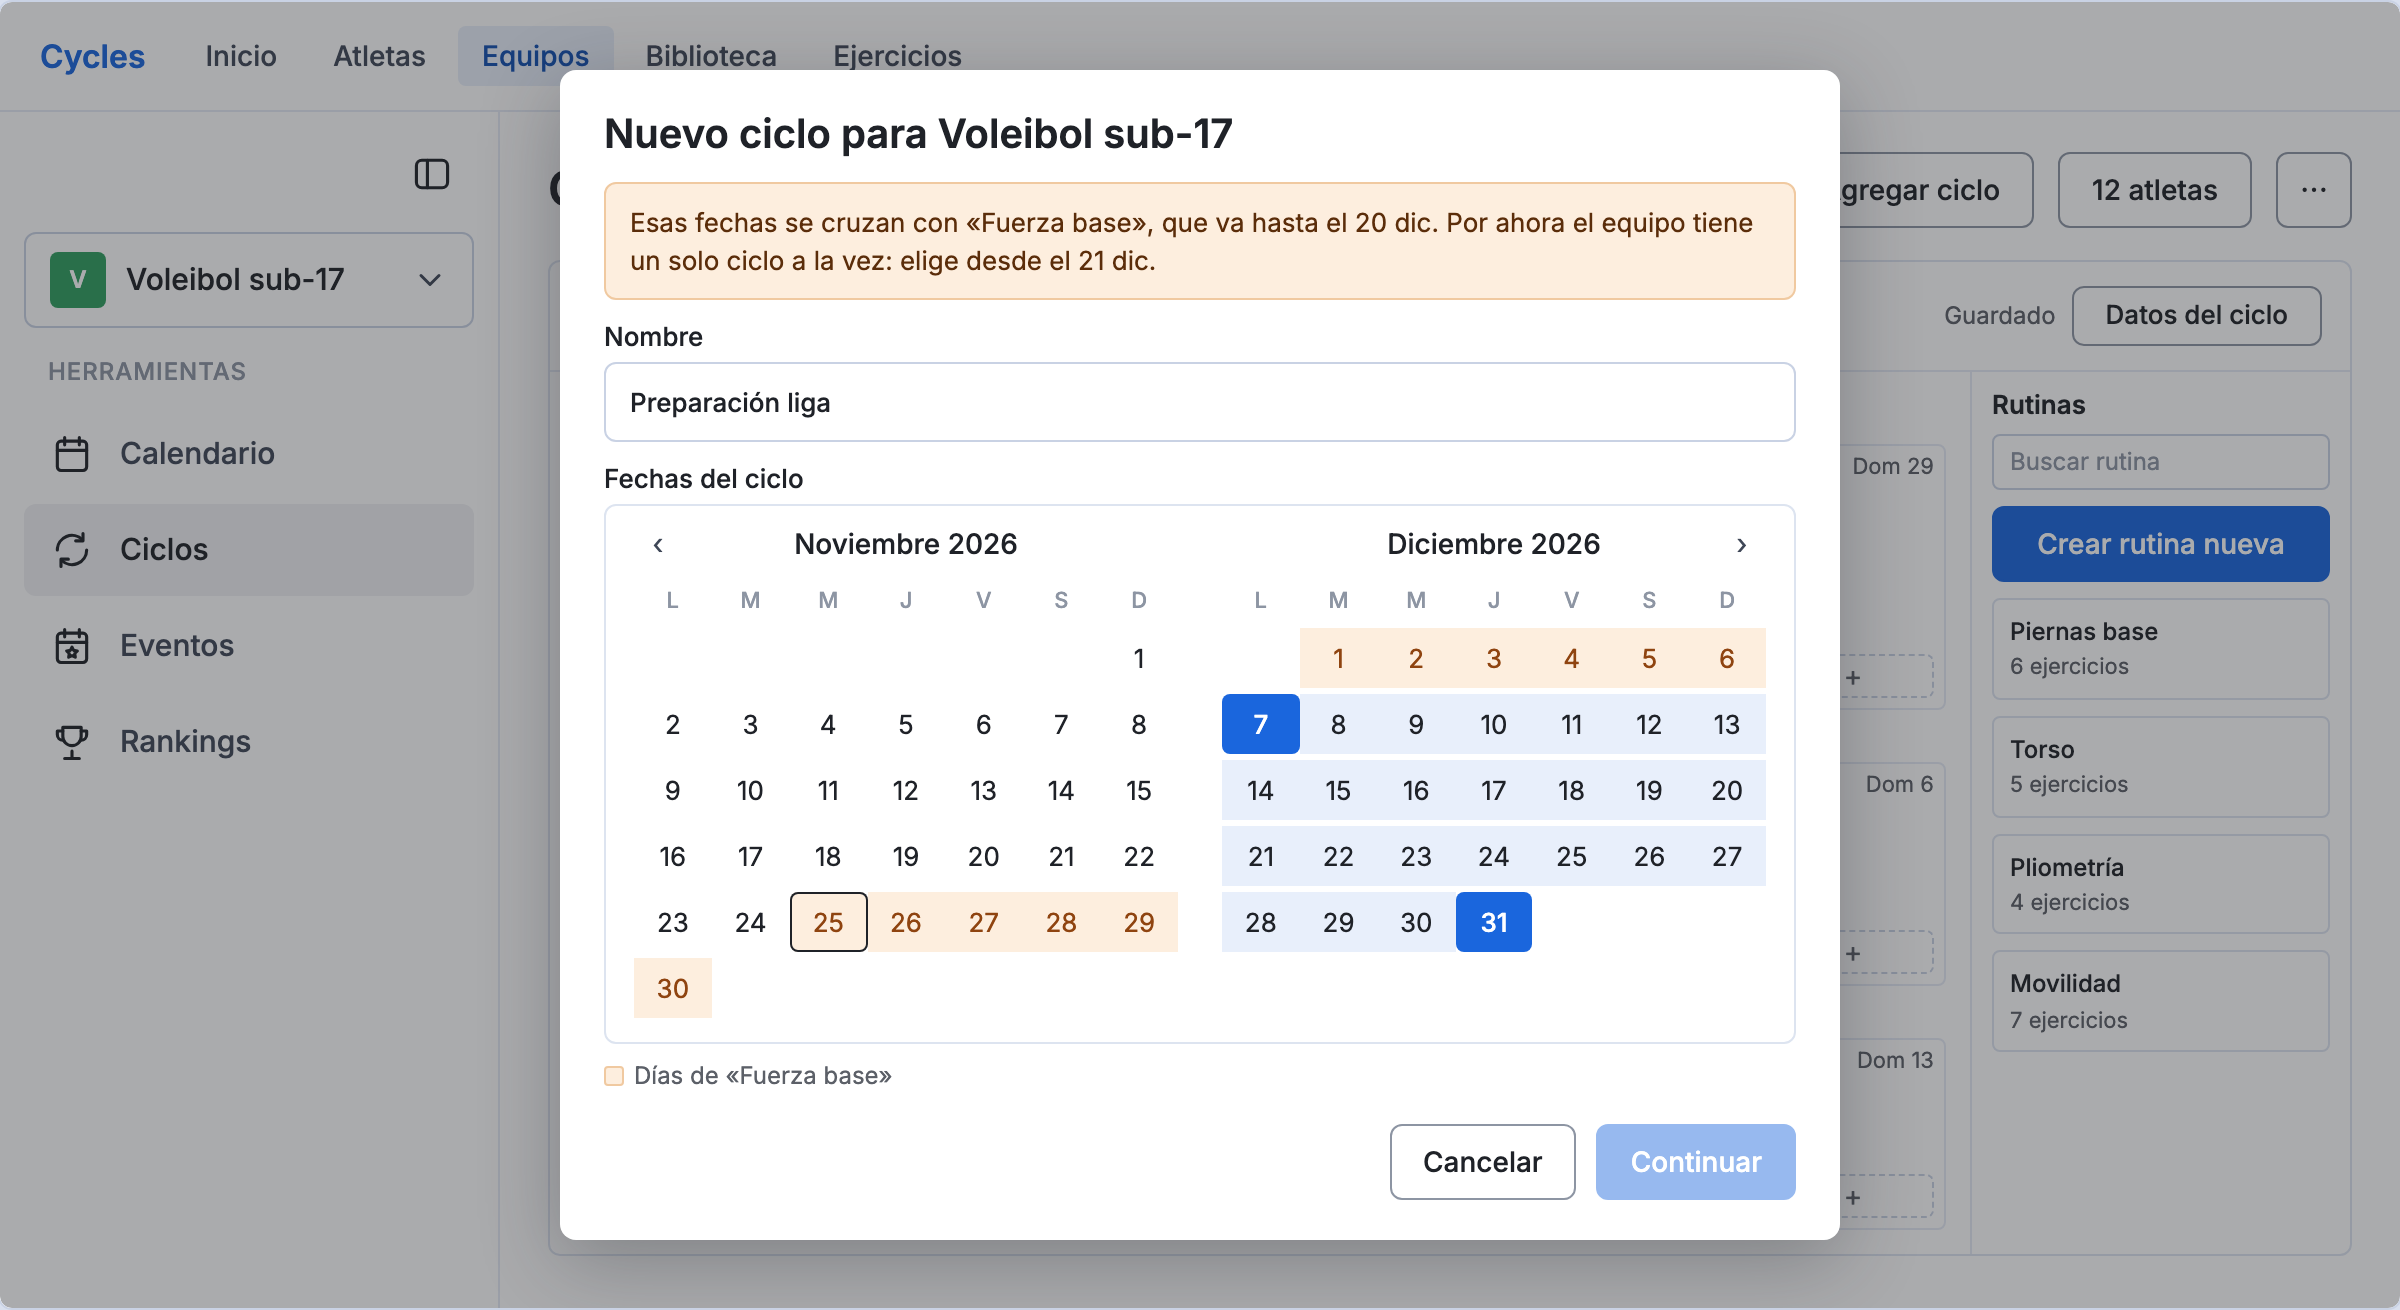 Cycles Inicio Atletas Equipos Biblioteca Ejercicios
V Voleibol sub-17
HERRAMIENTAS
Calendario
Ciclos
Eventos
Rankings
Nuevo ciclo para Voleibol sub-17
Esas fechas se cruzan con «Fuerza base», que va hasta el 20 dic. Por ahora el equipo tiene
un solo ciclo a la vez: elige desde el 21 dic.
Nombre
Preparación liga
Fechas del ciclo
‹ Noviembre 2026
L M M J V S D
1
2 3 4 5 6 7 8
9 10 11 12 13 14 15
16 17 18 19 20 21 22
23 24 25 26 27 28 29
30
Diciembre 2026 ›
L M M J V S D
1 2 3 4 5 6
7 8 9 10 11 12 13
14 15 16 17 18 19 20
21 22 23 24 25 26 27
28 29 30 31
Días de «Fuerza base»
Cancelar Continuar
gregar ciclo 12 atletas ···
Guardado Datos del ciclo
Dom 29
+
Dom 6
+
Dom 13
+
Rutinas
Buscar rutina
Crear rutina nueva
Piernas base
6 ejercicios
Torso
5 ejercicios
Pliometría
4 ejercicios
Movilidad
7 ejercicios